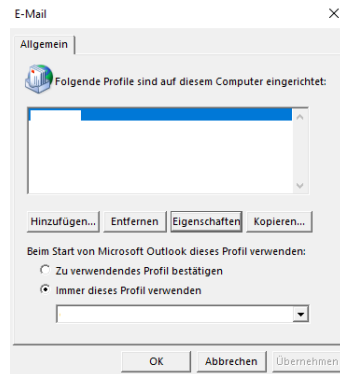 E-Mail
Allgemein
Folgende Profile sind auf diesem Computer eingerichtet:
Hinzufügen... Entfernen Eigenschaften Kopieren...
Beim Start von Microsoft Outlook dieses Profil verwenden:
Zu verwendendes Profil bestätigen
Immer dieses Profil verwenden
OK Abbrechen Übernehmen